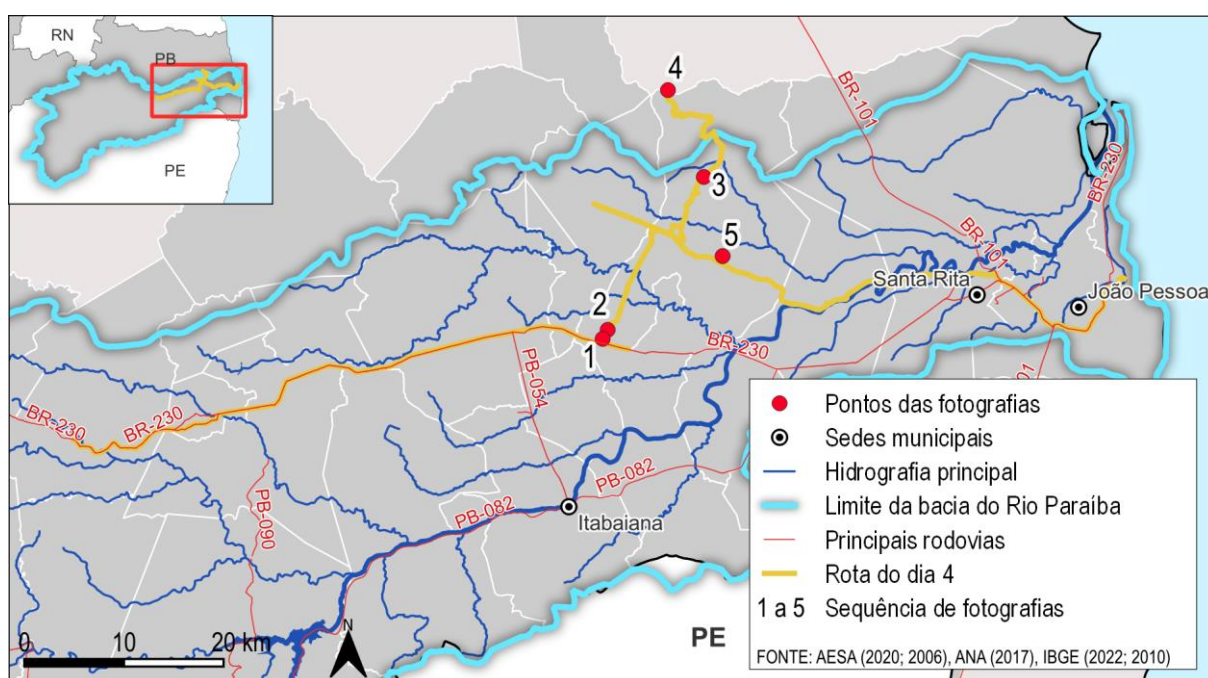 RN
PB
PE
4
BR-101
BR-230
3
5
BR-101
Santa Rita
João Pessoa
2
1
BR-230
PB-054
101
BR-230
BR-230
PB-082
PB-082
PB-090
Itabaiana
0 10 20 km
N
PE
Pontos das fotografias
Sedes municipais
Hidrografia principal
Limite da bacia do Rio Paraíba
Principais rodovias
Rota do dia 4
1 a 5 Sequência de fotografias
FONTE: AESA (2020; 2006), ANA (2017), IBGE (2022; 2010)